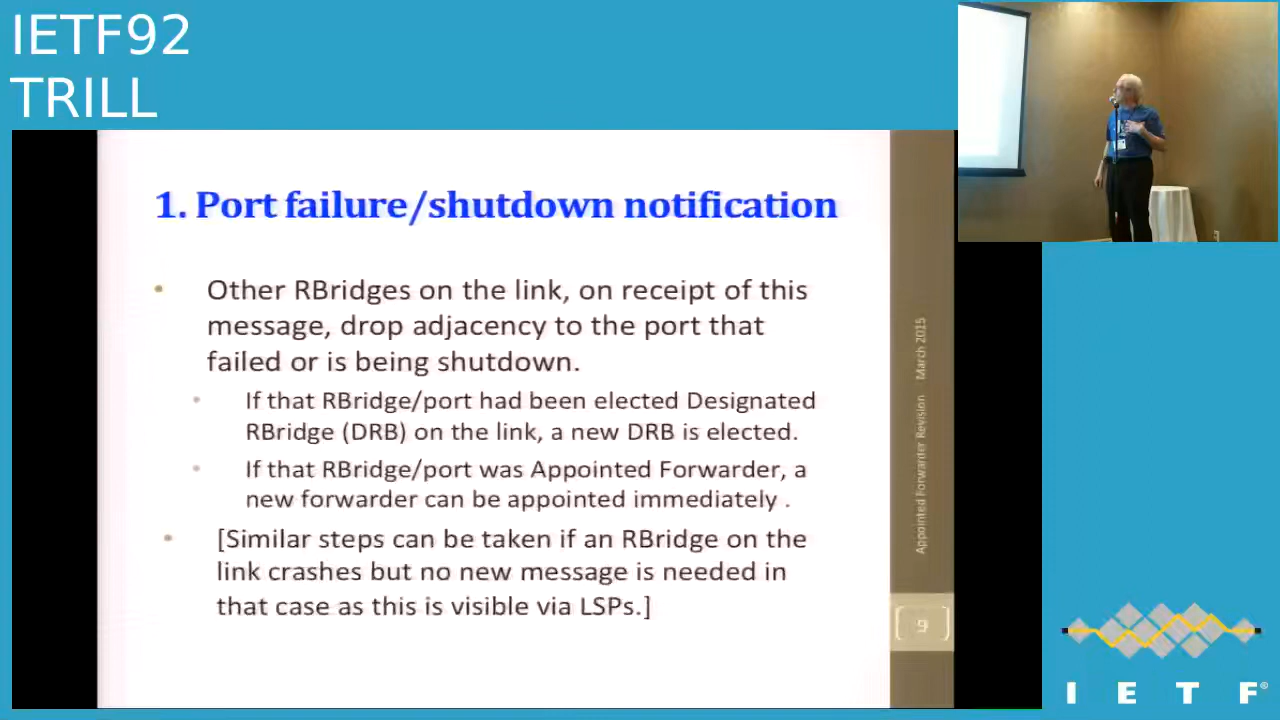 IETF92
TRILL
1. Port failure/shutdown notification
• Other RBridges on the link, on receipt of this
message, drop adjacency to the port that
failed or is being shutdown.
• If that RBridge/port had been elected Designated
RBridge (DRB) on the link, a new DRB is elected.
• If that RBridge/port was Appointed Forwarder, a
new forwarder can be appointed immediately .
• [Similar steps can be taken if an RBridge on the
link crashes but no new message is needed in
that case as this is visible via LSPs.]
Appointed Forwarder Revision March 2015
9
I E T F®